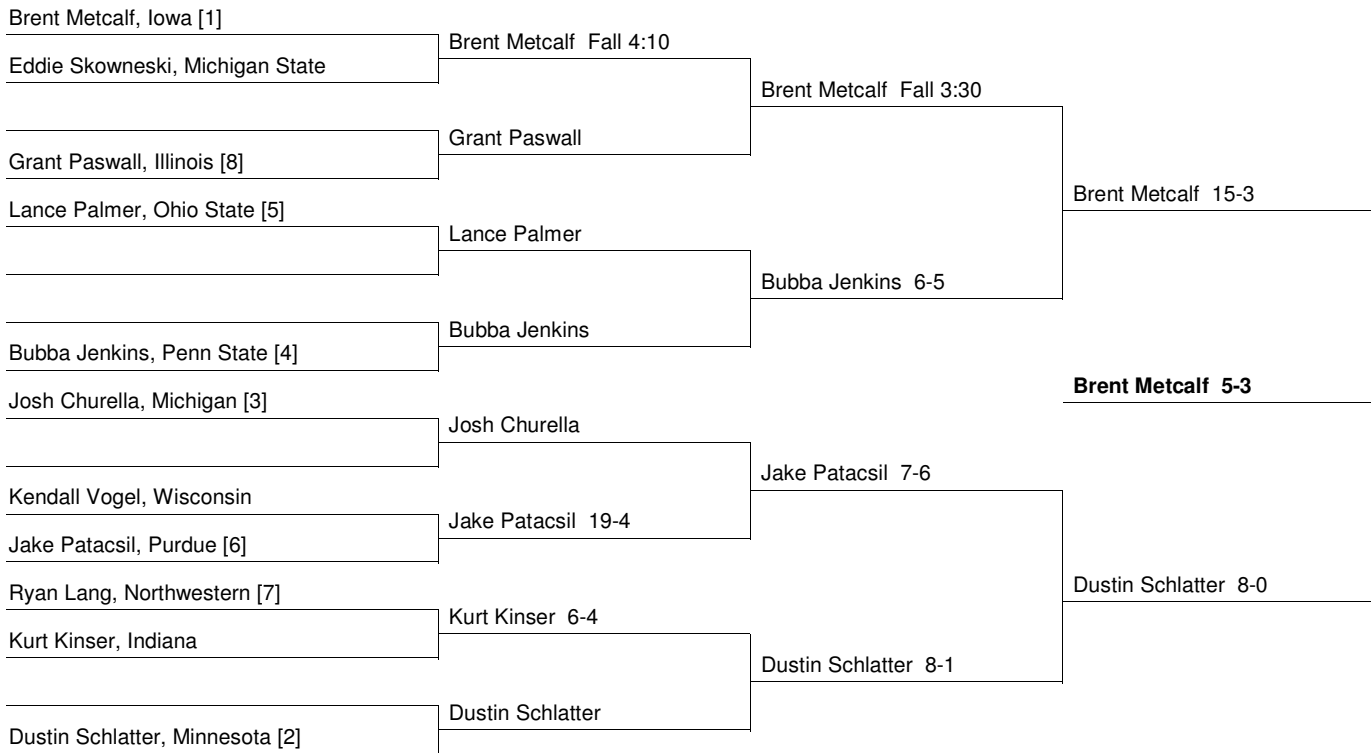 Brent Metcalf, Iowa [1]
Brent Metcalf  Fall 4:10
Eddie Skowneski, Michigan State
Brent Metcalf  Fall 3:30
Grant Paswall
Grant Paswall, Illinois [8]
Brent Metcalf  15-3
Lance Palmer, Ohio State [5]
Lance Palmer
Bubba Jenkins  6-5
Bubba Jenkins
Bubba Jenkins, Penn State [4]
Brent Metcalf  5-3
Josh Churella, Michigan [3]
Josh Churella
Jake Patacsil  7-6
Kendall Vogel, Wisconsin
Jake Patacsil  19-4
Jake Patacsil, Purdue [6]
Dustin Schlatter  8-0
Ryan Lang, Northwestern [7]
Kurt Kinser  6-4
Kurt Kinser, Indiana
Dustin Schlatter  8-1
Dustin Schlatter
Dustin Schlatter, Minnesota [2]